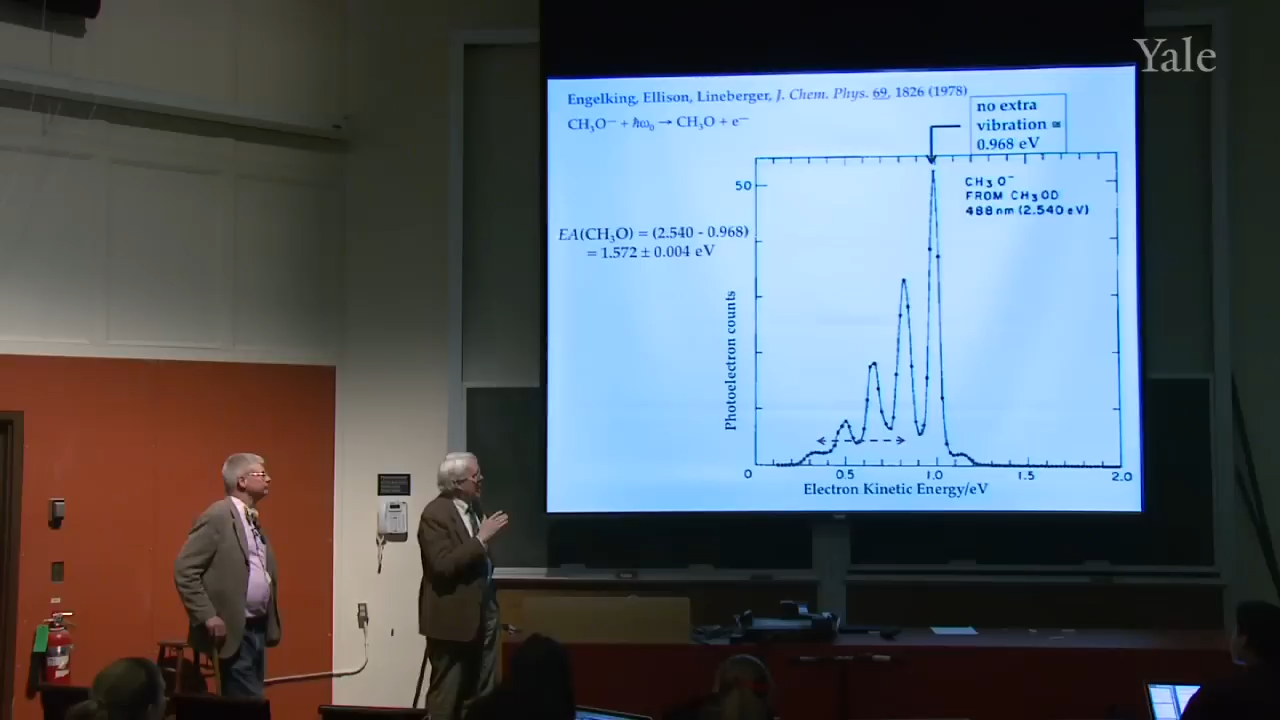 Yale
Engelking, Ellison, Lineberger, J. Chem. Phys. 69, 1826 (1978)
CH₃O⁻ + ℏω₀ → CH₃O + e⁻
no extra
vibration ≅
0.968 eV
50
CH₃O⁻
FROM CH₃OD
488 nm (2.540 eV)
EA(CH₃O) = (2.540 - 0.968)
= 1.572 ± 0.004 eV
Photoelectron counts
0 0.5 1.0 1.5 2.0
Electron Kinetic Energy/eV